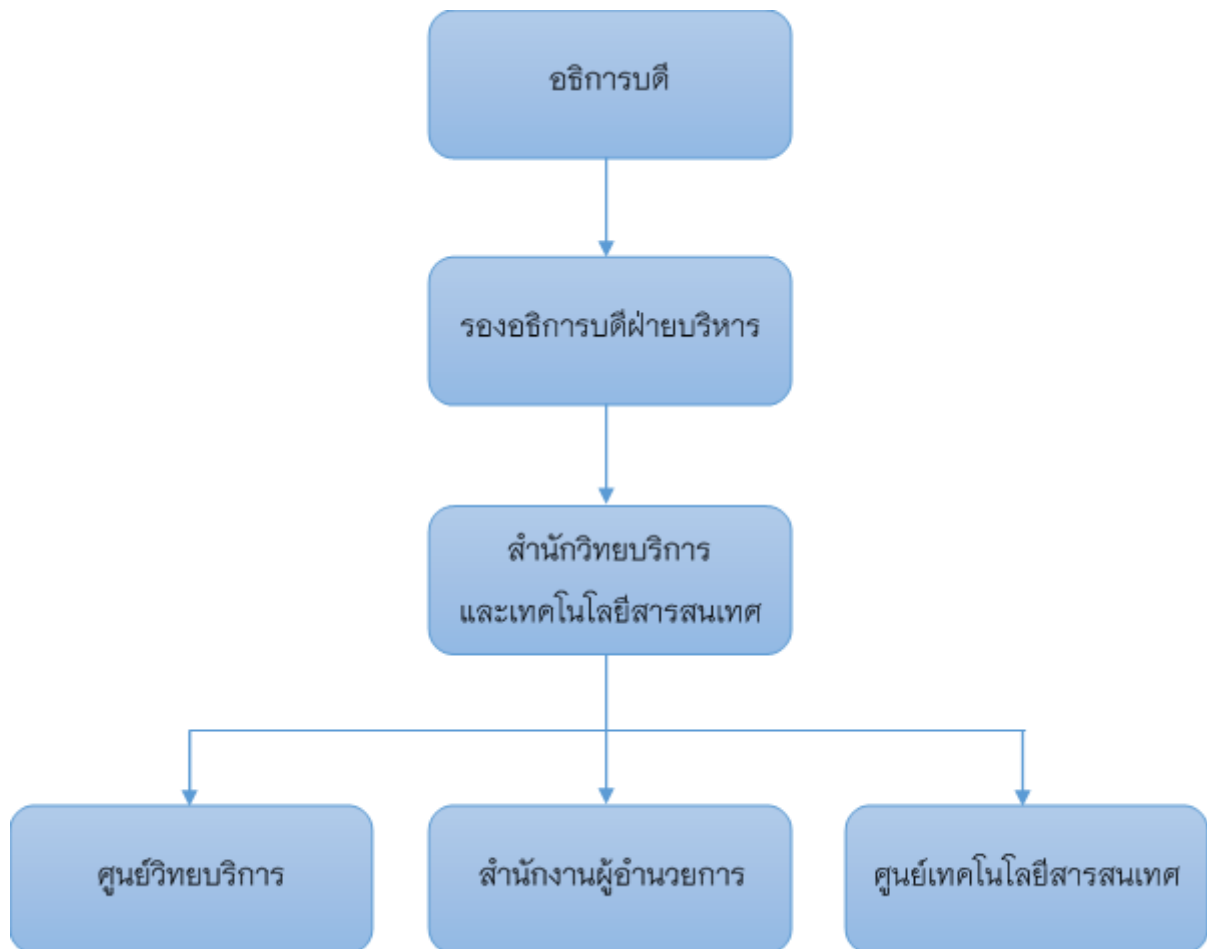 อธิการบดี
รองอธิการบดีฝ่ายบริหาร
สำนักวิทยบริการ
และเทคโนโลยีสารสนเทศ
ศูนย์วิทยบริการ
สำนักงานผู้อำนวยการ
ศูนย์เทคโนโลยีสารสนเทศ